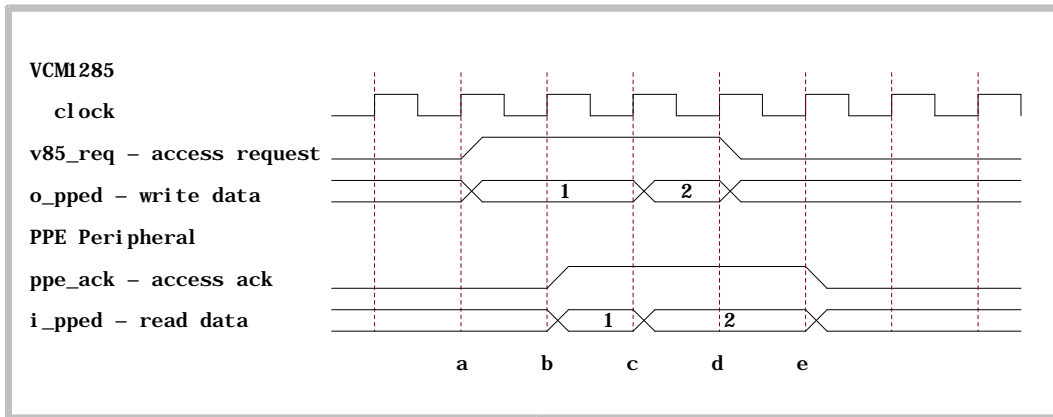 VCM1285
clock
v85_req – access request
o_pped – write data
1 2
PPE Peripheral
ppe_ack – access ack
i_pped – read data
1 2
a b c d e